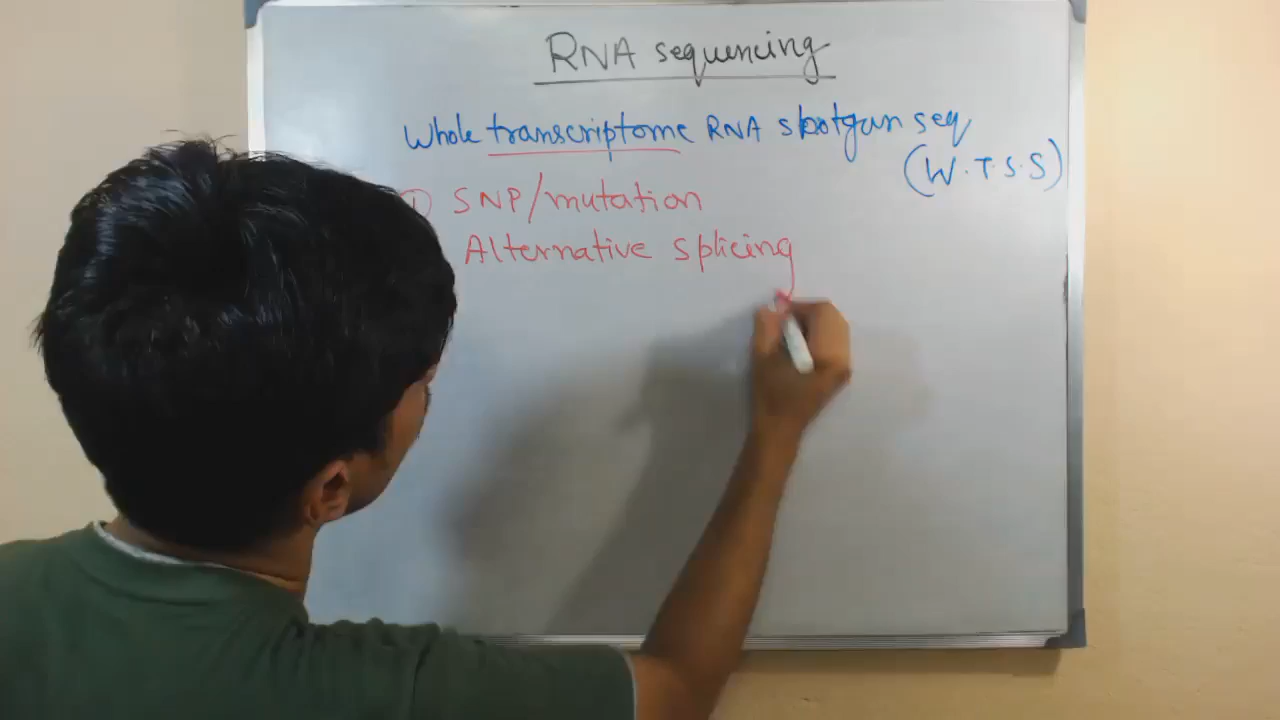 RNA sequencing
Whole transcriptome RNA shotgun seq
(W.T.S.S)
1) SNP/mutation
Alternative splicing